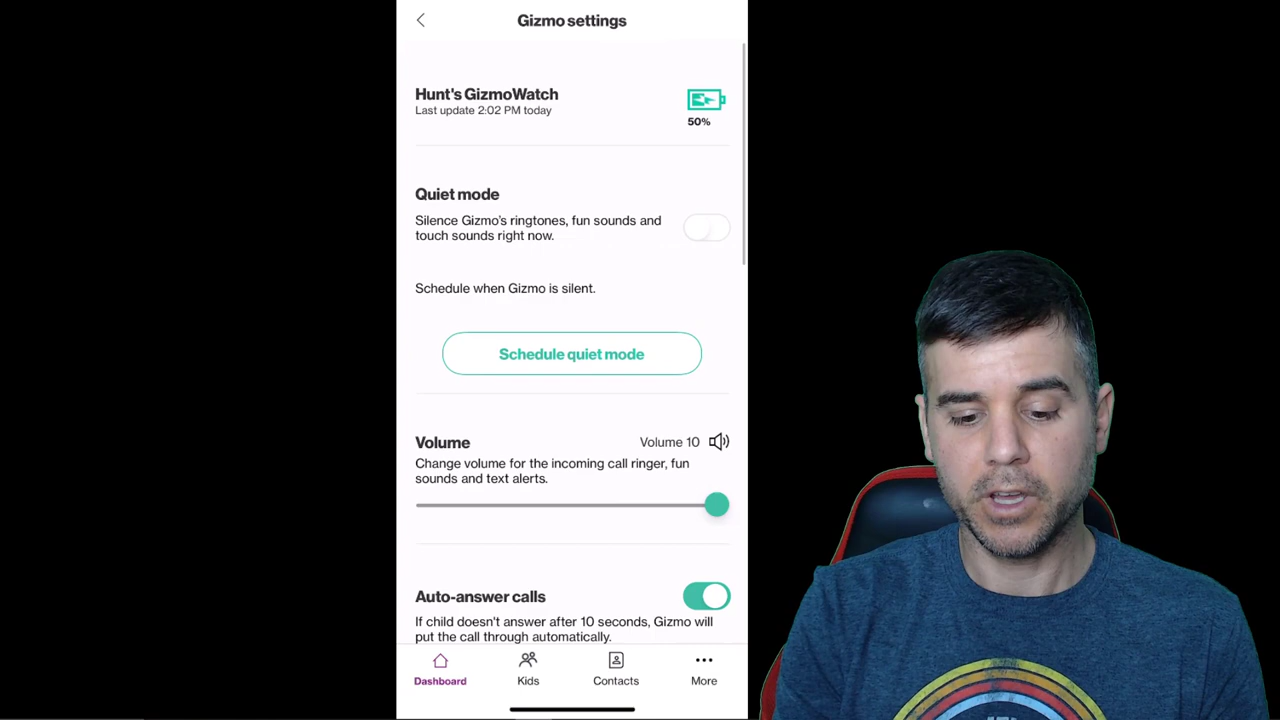 Gizmo settings
Hunt's GizmoWatch
Last update 2:02 PM today
50%
Quiet mode
Silence Gizmo's ringtones, fun sounds and
touch sounds right now.
Schedule when Gizmo is silent.
Schedule quiet mode
Volume
Volume 10
Change volume for the incoming call ringer, fun
sounds and text alerts.
Auto-answer calls
If child doesn't answer after 10 seconds, Gizmo will
put the call through automatically.
Dashboard
Kids
Contacts
More